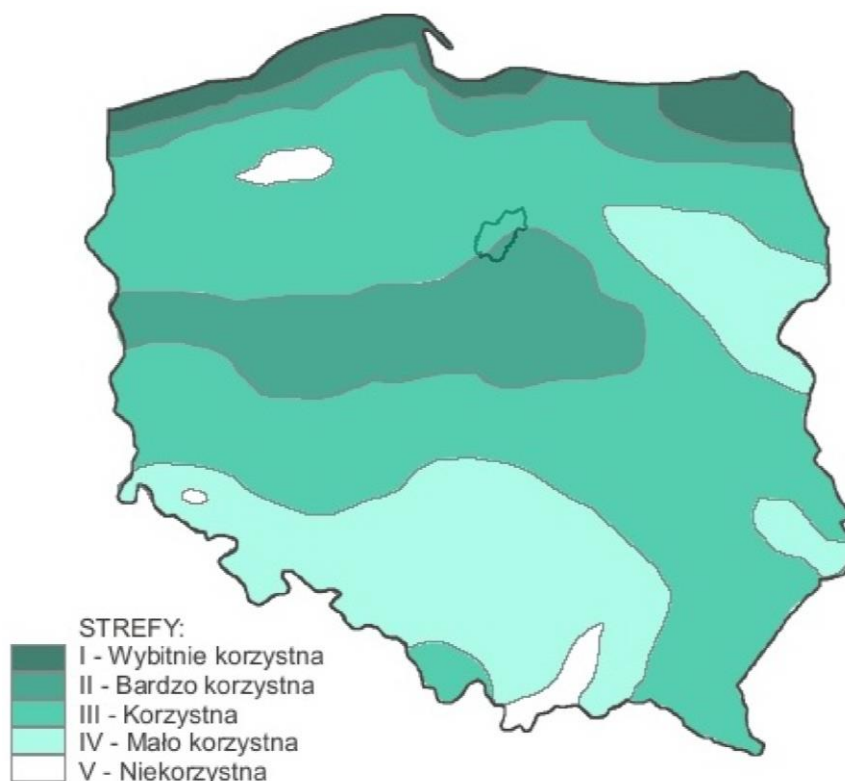 STREFY:
I - Wybitnie korzystna
II - Bardzo korzystna
III - Korzystna
IV - Mało korzystna
V - Niekorzystna